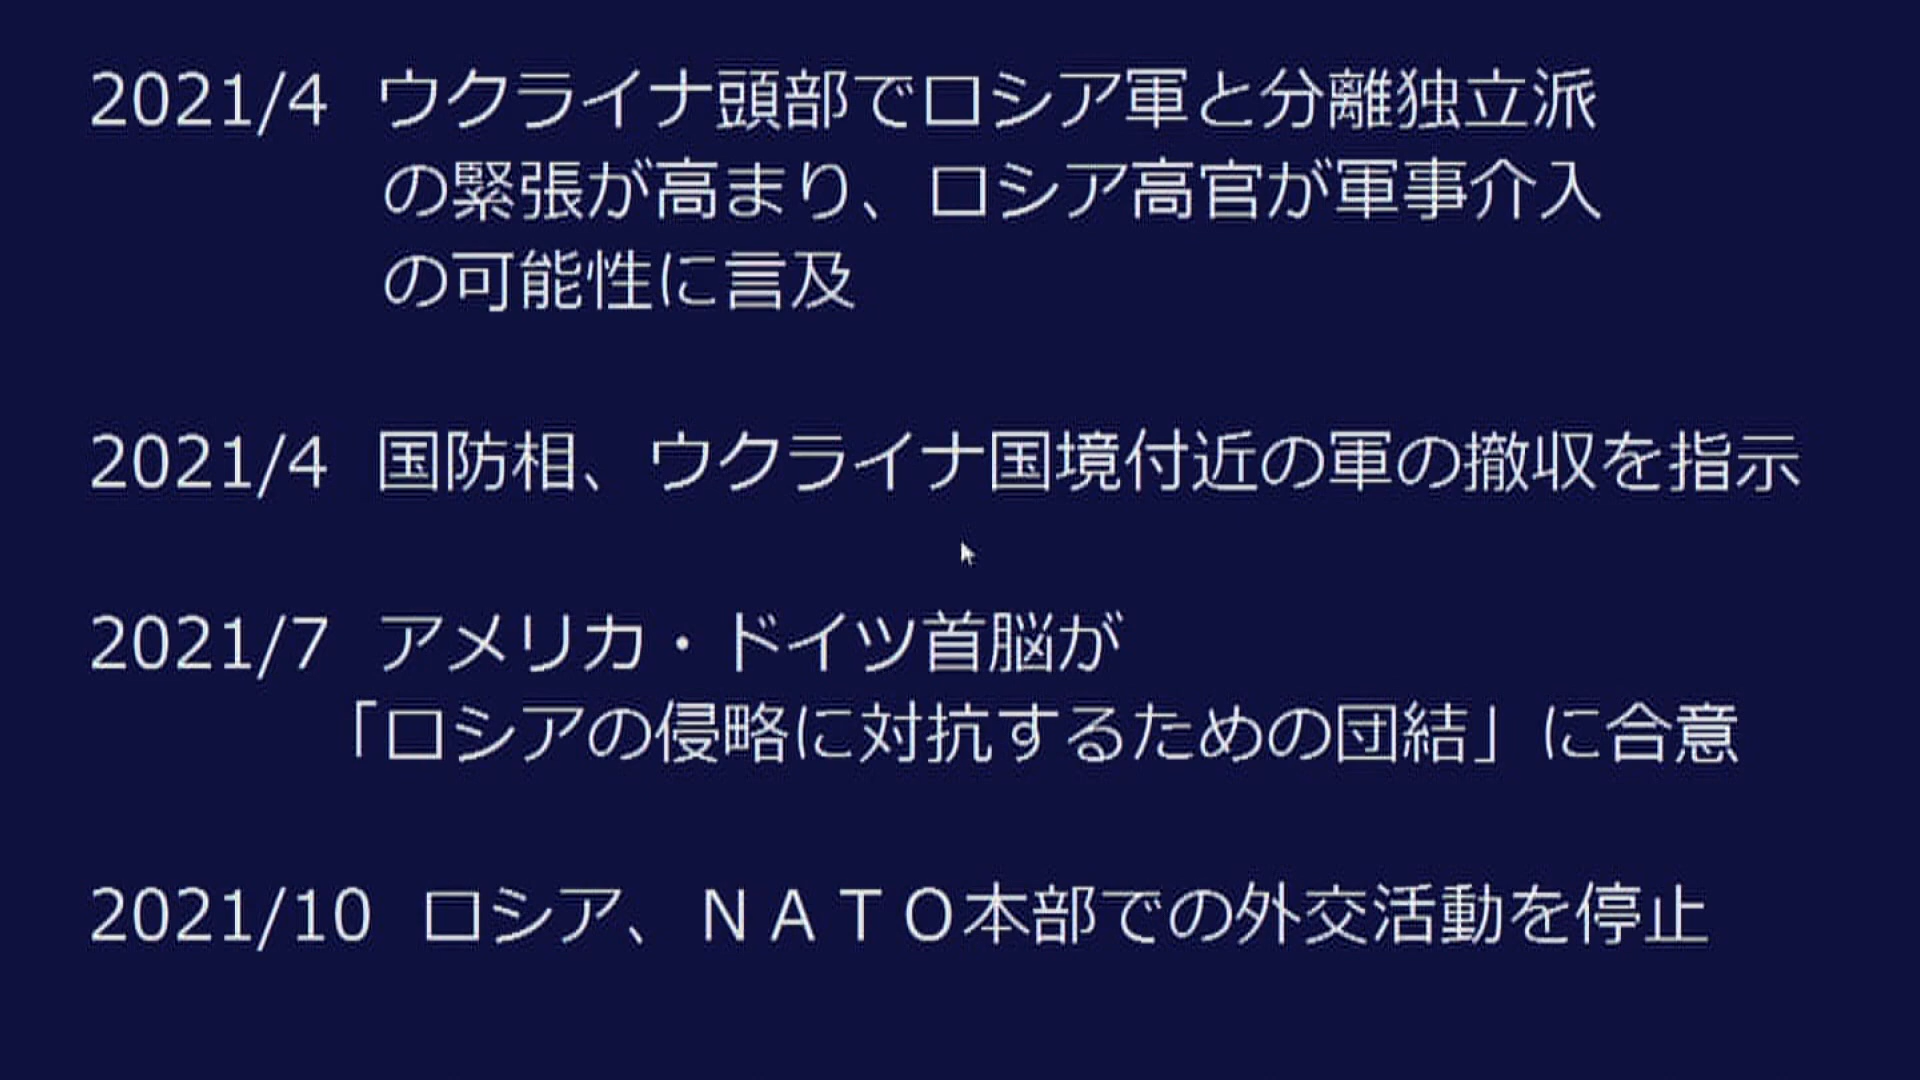 2021/4 ウクライナ頭部でロシア軍と分離独立派
の緊張が高まり、ロシア高官が軍事介入
の可能性に言及
2021/4 国防相、ウクライナ国境付近の軍の撤収を指示
2021/7 アメリカ・ドイツ首脳が
「ロシアの侵略に対抗するための団結」に合意
2021/10 ロシア、ＮＡＴＯ本部での外交活動を停止